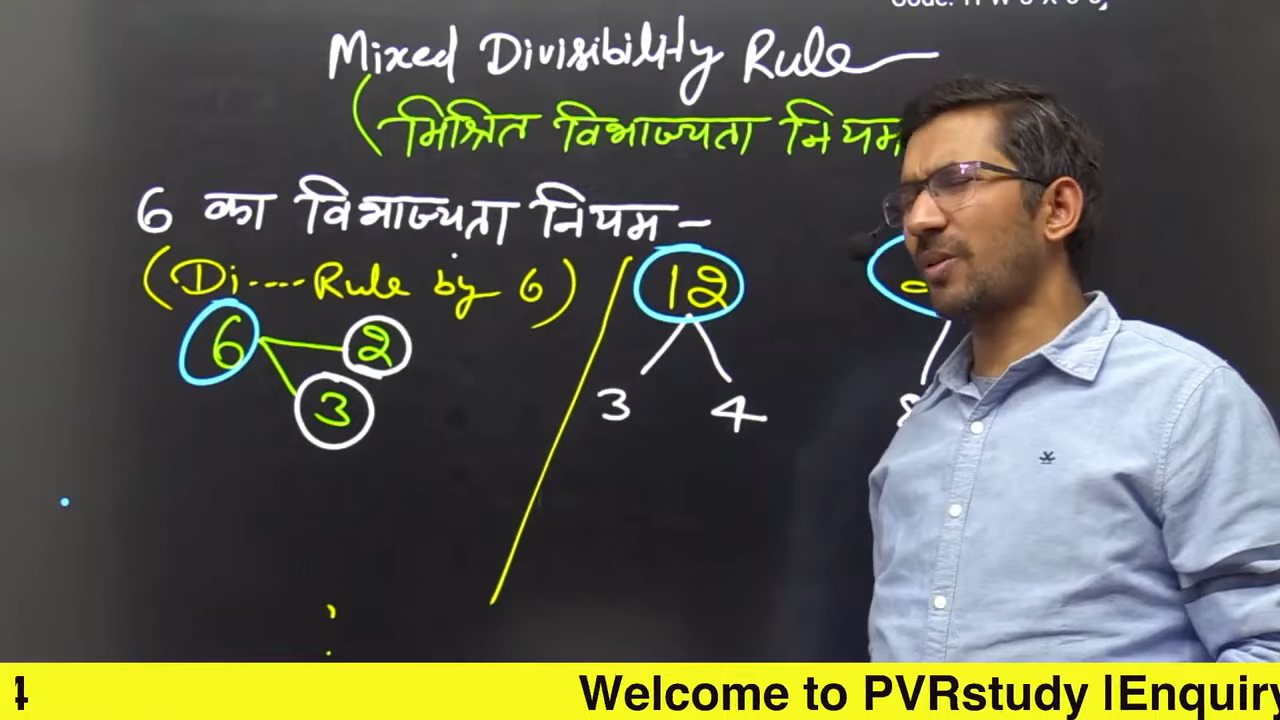 Mixed Divisibility Rule
(मिश्रित विभाज्यता नियम
6 का विभाज्यता नियम-
(Di....Rule by 6)
12
6
2
3
3
4
Welcome to PVRstudy |Enquiry